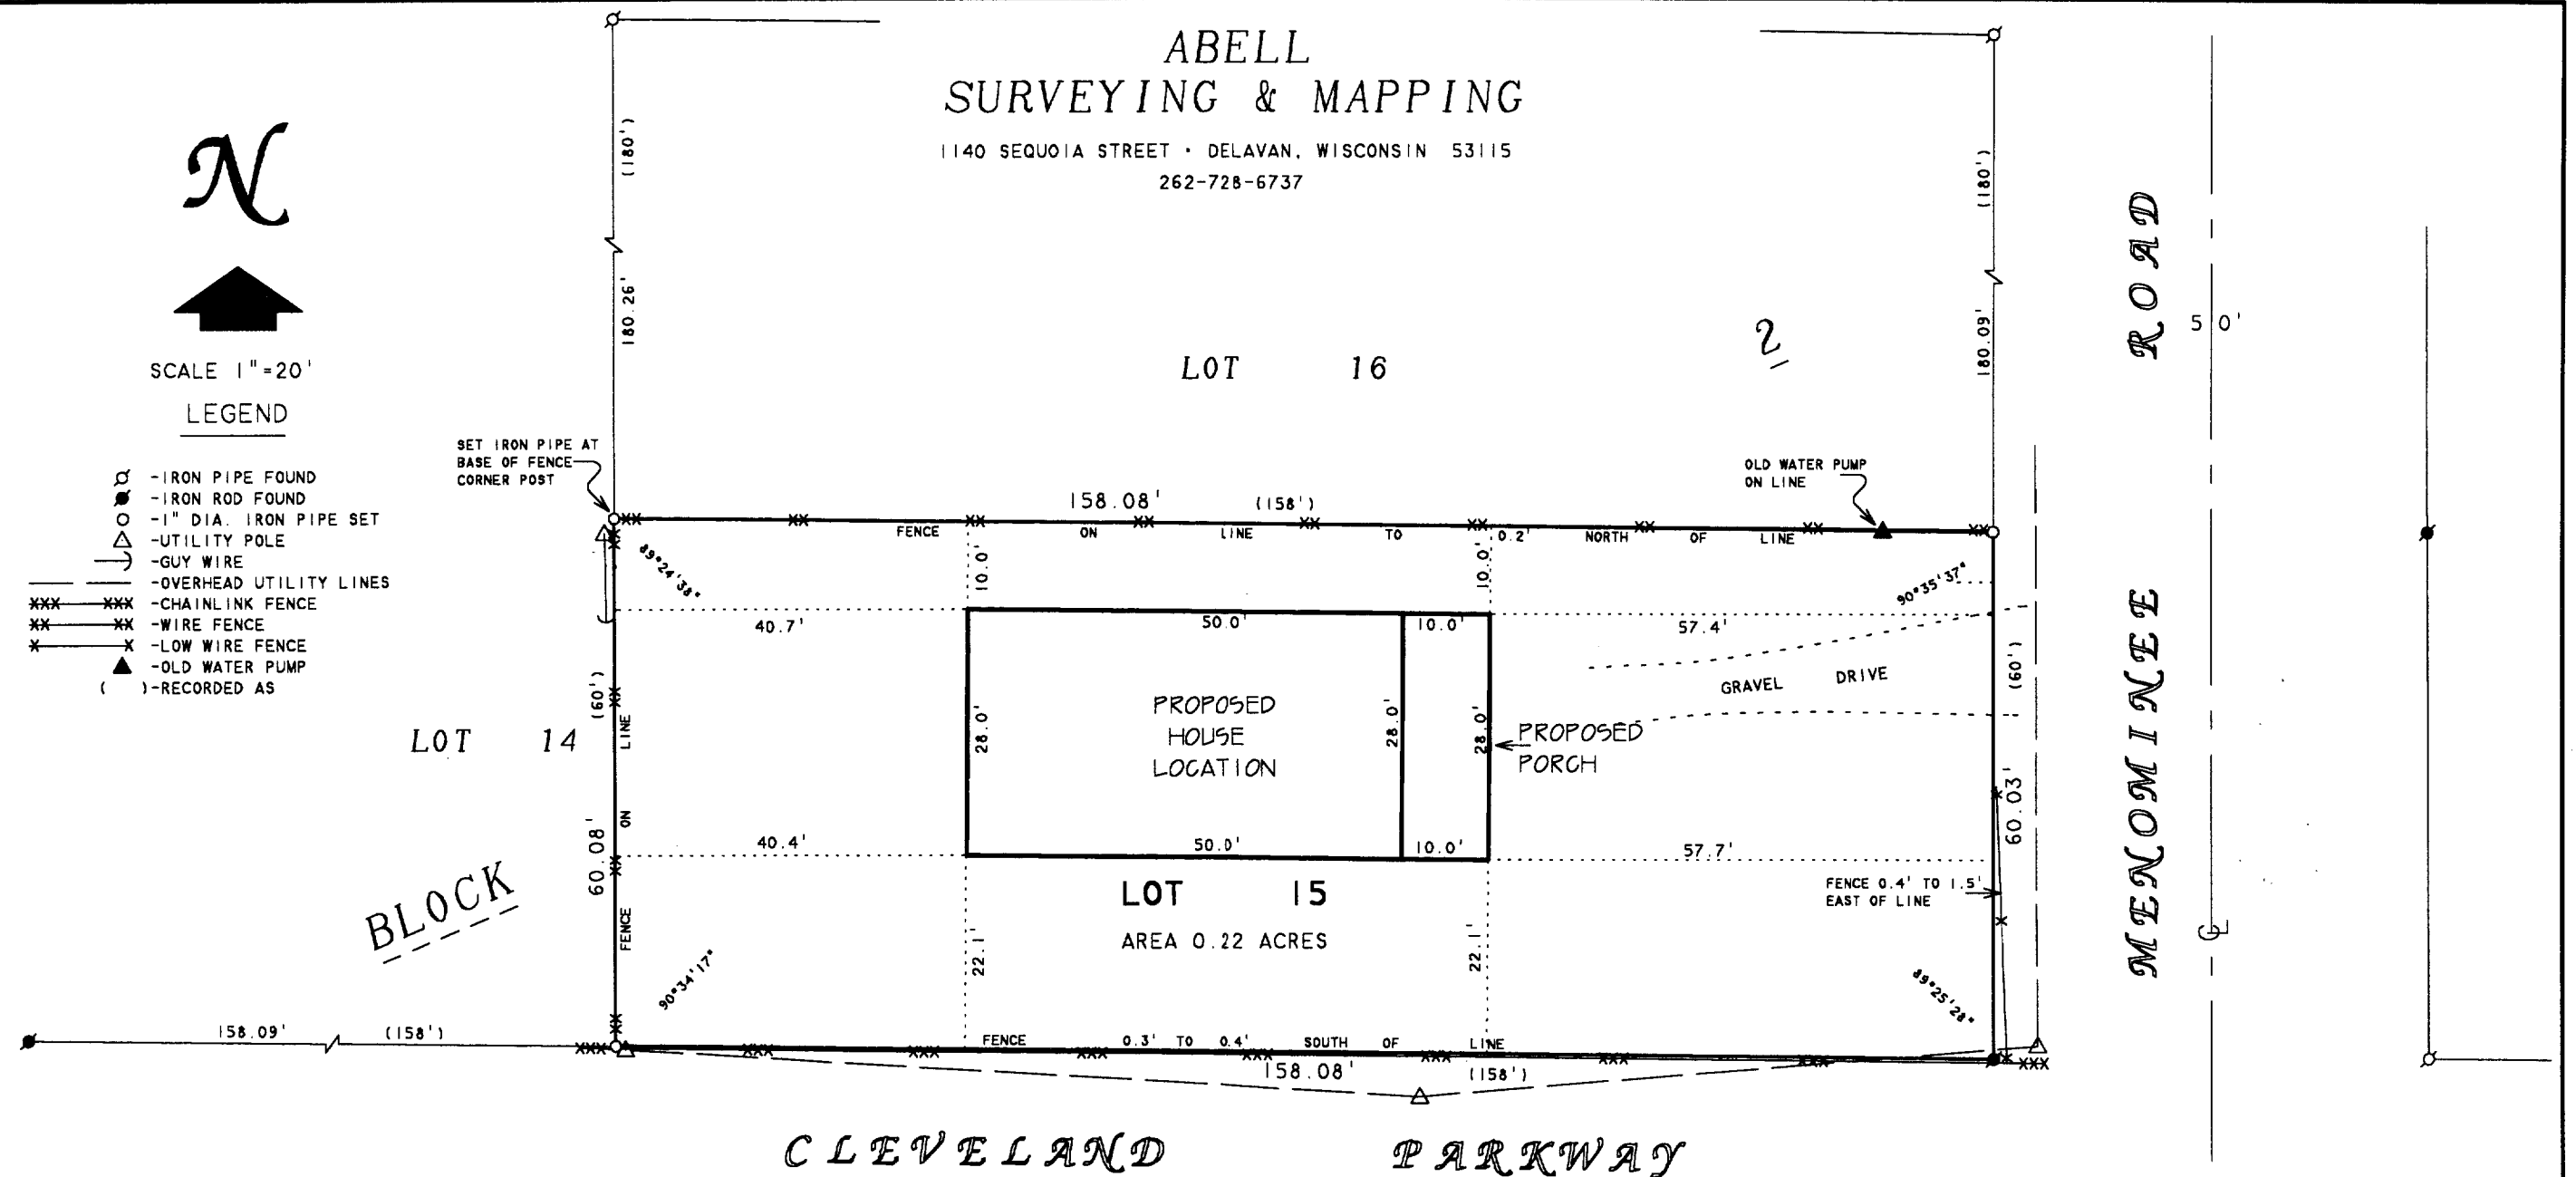 ABELL
SURVEYING & MAPPING
1140 SEQUOIA STREET · DELAVAN, WISCONSIN 53115
262-728-6737
N
SCALE 1"=20'
LEGEND
-IRON PIPE FOUND
-IRON ROD FOUND
-1" DIA. IRON PIPE SET
-UTILITY POLE
-GUY WIRE
-OVERHEAD UTILITY LINES
XXX XXX -CHAINLINK FENCE
XX XX -WIRE FENCE
X X -LOW WIRE FENCE
-OLD WATER PUMP
( )-RECORDED AS
(180')
180.26'
(180')
180.09'
LOT 16
2
SET IRON PIPE AT
BASE OF FENCE
CORNER POST
OLD WATER PUMP
ON LINE
158.08' (158')
FENCE ON LINE TO 0.2' NORTH OF LINE
89°24'38"
10.0'
10.0'
90°35'37"
40.7'
50.0'
10.0'
57.4'
GRAVEL DRIVE
28.0'
PROPOSED
HOUSE
LOCATION
28.0'
28.0'
PROPOSED
PORCH
(60')
60.08'
FENCE ON LINE
(60')
60.03'
40.4'
50.0'
10.0'
57.7'
LOT 14
BLOCK
LOT 15
AREA 0.22 ACRES
FENCE 0.4' TO 1.5'
EAST OF LINE
22.1'
22.1'
90°34'17"
89°25'28"
158.09' (158')
FENCE 0.3' TO 0.4' SOUTH OF LINE
158.08' (158')
CLEVELAND PARKWAY
MENOMINEE ROAD
50'
CL